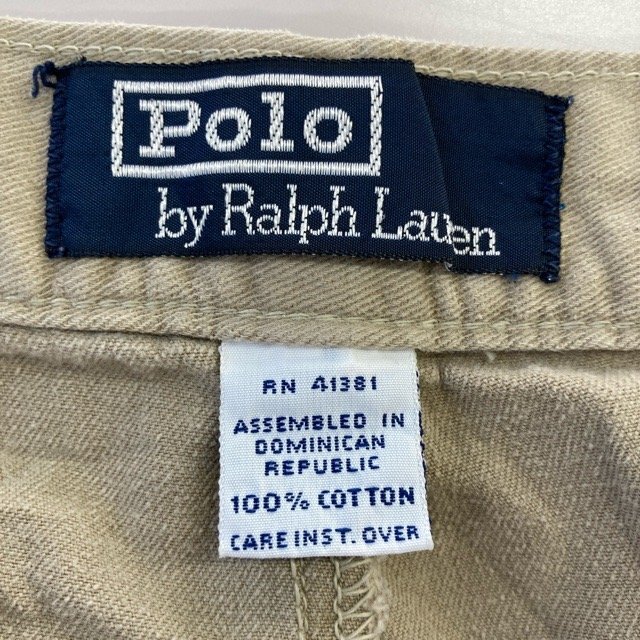 Polo
by Ralph Lauren
RN 41381
ASSEMBLED IN
DOMINICAN
REPUBLIC
100% COTTON
CARE INST. OVER